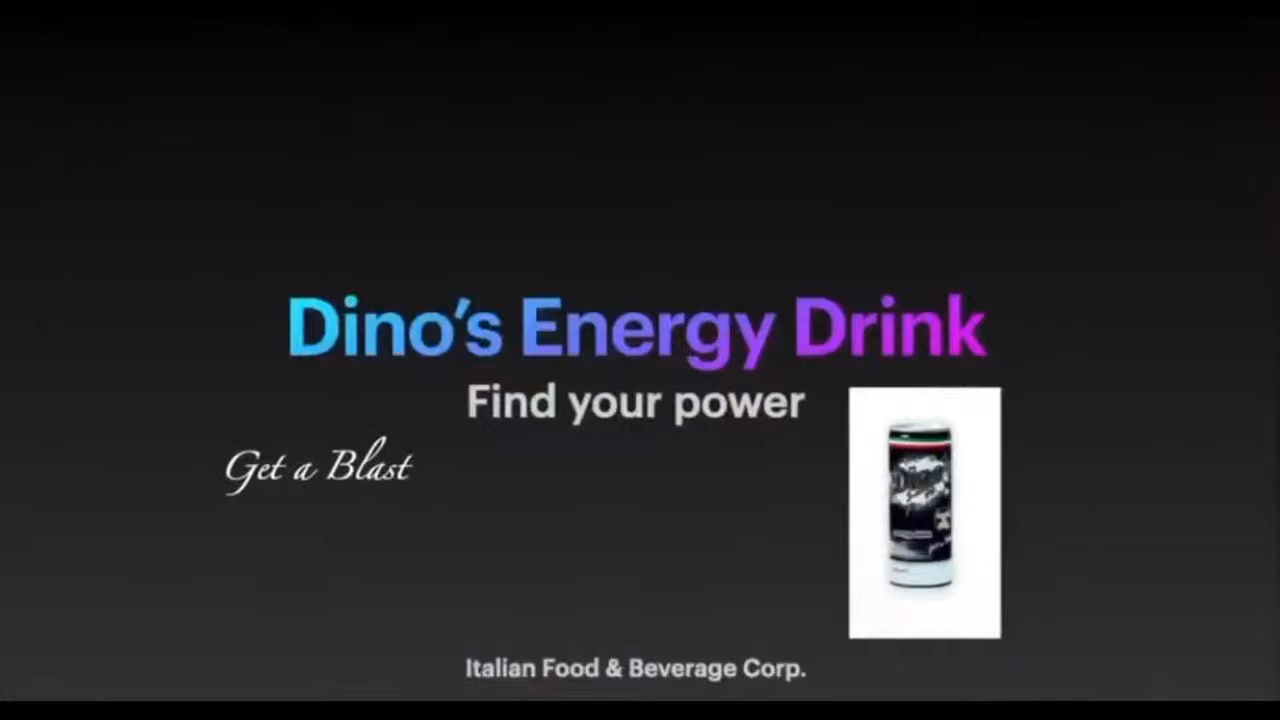 Dino's Energy Drink
Find your power
Get a Blast
Italian Food & Beverage Corp.